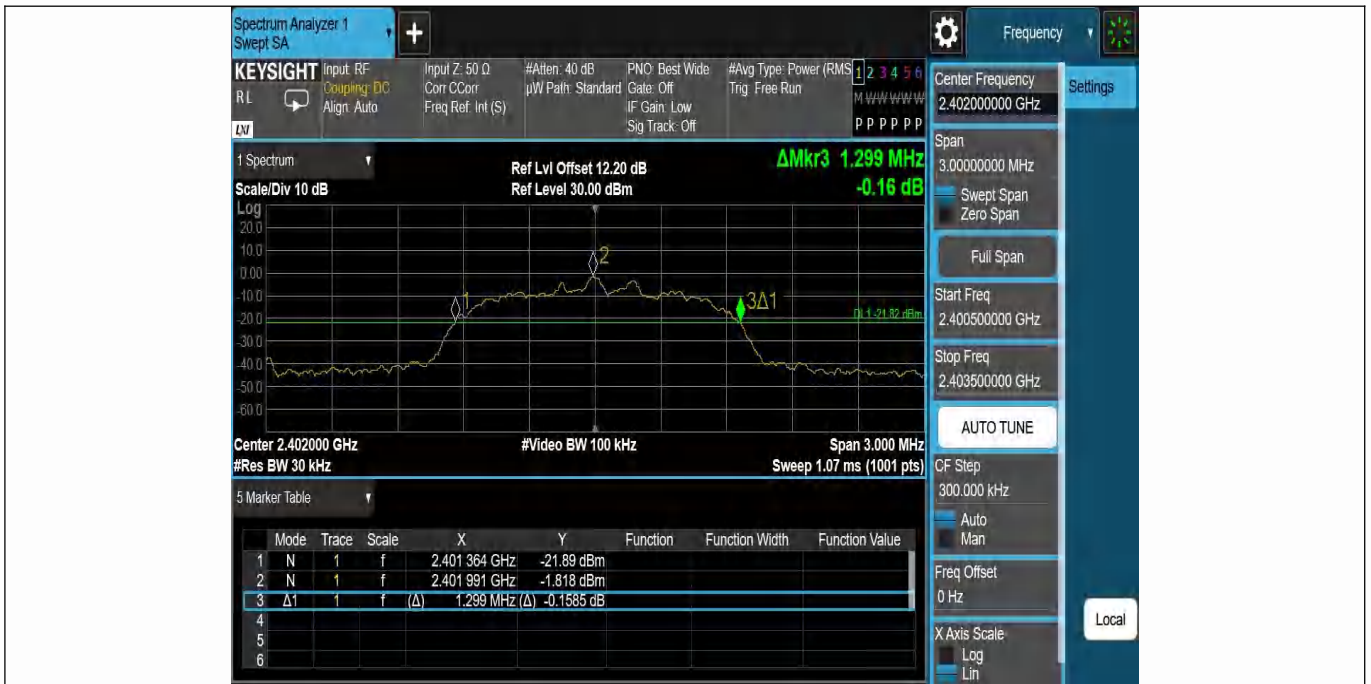 Spectrum Analyzer 1
Swept SA
+
Frequency
KEYSIGHT
RL
LXI
Input: RF
Coupling: DC
Align: Auto
Input Z: 50 Ω
Corr CCorr
Freq Ref: Int (S)
#Atten: 40 dB
µW Path: Standard
PNO: Best Wide
Gate: Off
IF Gain: Low
Sig Track: Off
#Avg Type: Power (RMS
Trig: Free Run
1 2 3 4 5 6
M W W W W W
P P P P P P
1 Spectrum
Scale/Div 10 dB
Ref Lvl Offset 12.20 dB
Ref Level 30.00 dBm
ΔMkr3 1.299 MHz
-0.16 dB
Log
20.0
10.0
0.00
-10.0
-20.0
-30.0
-40.0
-50.0
-60.0
1
2
3Δ1
DL1 -21.82 dBm
Center 2.402000 GHz
#Video BW 100 kHz
Span 3.000 MHz
#Res BW 30 kHz
Sweep 1.07 ms (1001 pts)
5 Marker Table
Mode Trace Scale X Y Function Function Width Function Value
1 N 1 f 2.401 364 GHz -21.89 dBm
2 N 1 f 2.401 991 GHz -1.818 dBm
3 Δ1 1 f (Δ) 1.299 MHz (Δ) -0.1585 dB
4
5
6
Center Frequency
2.402000000 GHz
Span
3.00000000 MHz
Swept Span
Zero Span
Full Span
Start Freq
2.400500000 GHz
Stop Freq
2.403500000 GHz
AUTO TUNE
CF Step
300.000 kHz
Auto
Man
Freq Offset
0 Hz
X Axis Scale
Log
Lin
Settings
Local